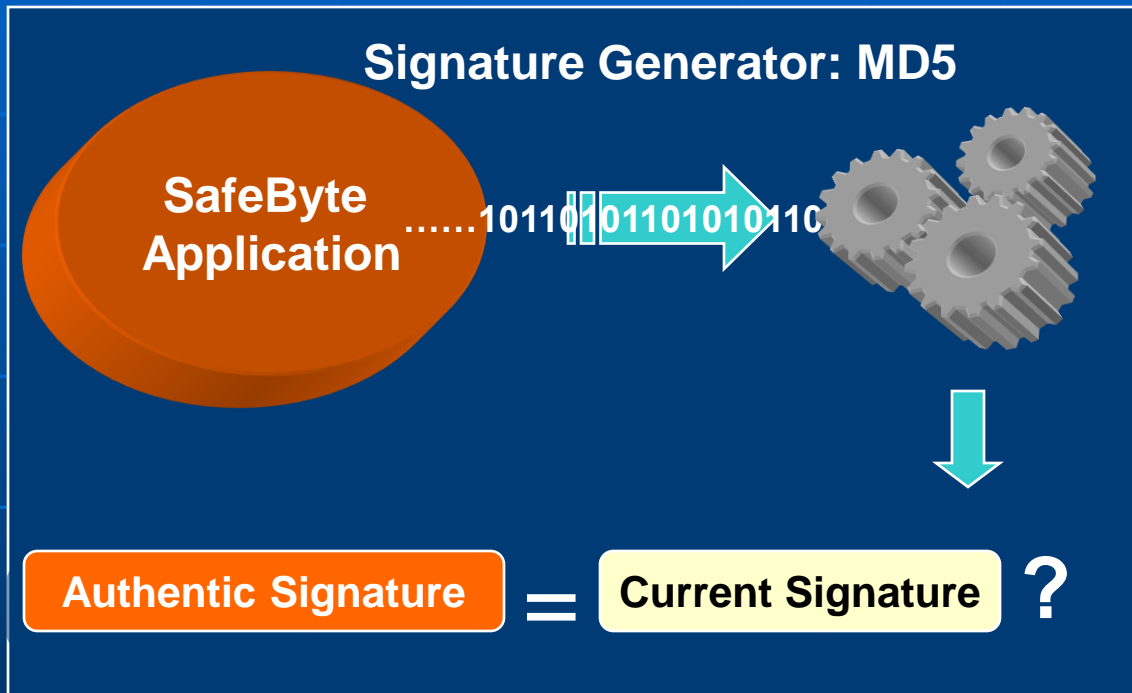 Signature Generator: MD5
SafeByte
Application
……10110101101010110
Authentic Signature = Current Signature ?